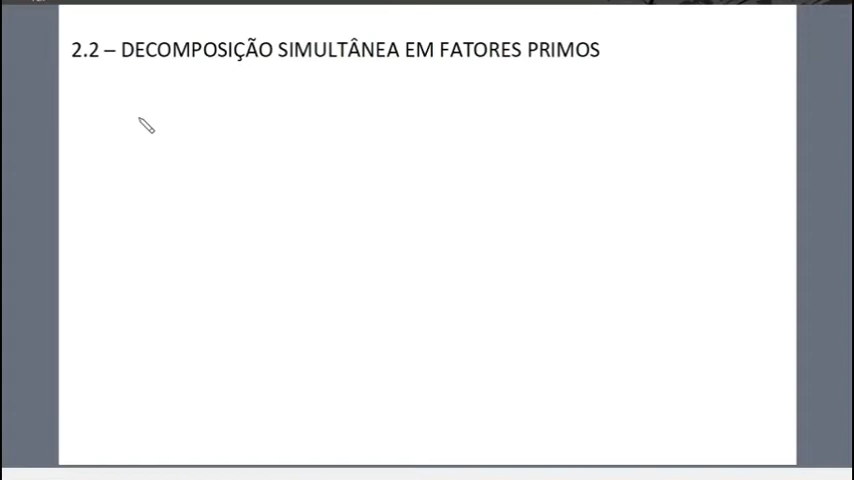 2.2 – DECOMPOSIÇÃO SIMULTÂNEA EM FATORES PRIMOS